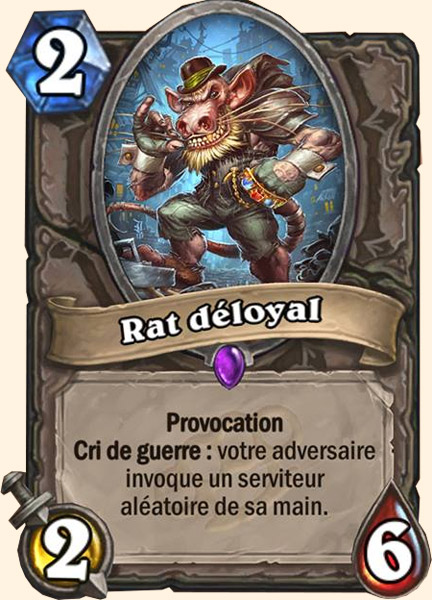 2
Rat déloyal
Provocation
Cri de guerre : votre adversaire
invoque un serviteur
aléatoire de sa main.
2
6